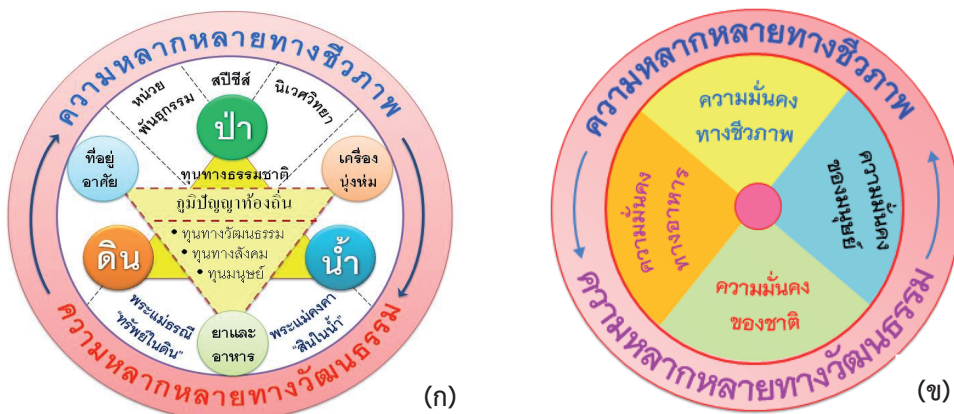 ความหลากหลายทางชีวภาพ
หน่วย
พันธุกรรม
สปีชีส์
นิเวศวิทยา
ป่า
ที่อยู่
อาศัย
เครื่อง
นุ่งห่ม
ทุนทางธรรมชาติ
ภูมิปัญญาท้องถิ่น
• ทุนทางวัฒนธรรม
• ทุนทางสังคม
• ทุนมนุษย์
ดิน
น้ำ
พระแม่ธรณี
"ทรัพย์ในดิน"
ยาและ
อาหาร
พระแม่คงคา
"สินในน้ำ"
ความหลากหลายทางวัฒนธรรม
(ก)
ความหลากหลายทางชีวภาพ
ความมั่นคง
ทางชีวภาพ
ความมั่นคง
ทางอาหาร
ความมั่นคง
ของมนุษย์
ความมั่นคง
ของชาติ
ความหลากหลายทางวัฒนธรรม
(ข)